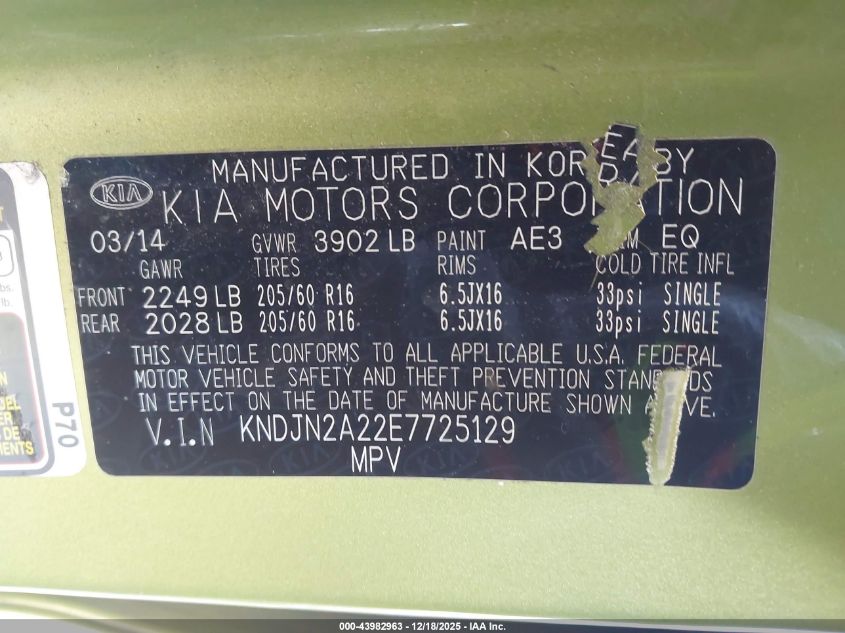 MANUFACTURED IN KOREA BY
KIA
KIA MOTORS CORPORATION
03/14 GVWR 3902 LB PAINT AE3 EQ
GAWR TIRES RIMS COLD TIRE INFL
FRONT 2249 LB 205/60 R16 6.5JX16 33psi SINGLE
REAR 2028 LB 205/60 R16 6.5JX16 33psi SINGLE
THIS VEHICLE CONFORMS TO ALL APPLICABLE U.S.A. FEDERAL
MOTOR VEHICLE SAFETY AND THEFT PREVENTION STANDARDS
IN EFFECT ON THE DATE OF MANUFACTURE SHOWN ABOVE.
V.I.N KNDJN2A22E7725129
MPV
P70
000-43982963 - 12/18/2025 - IAA Inc.